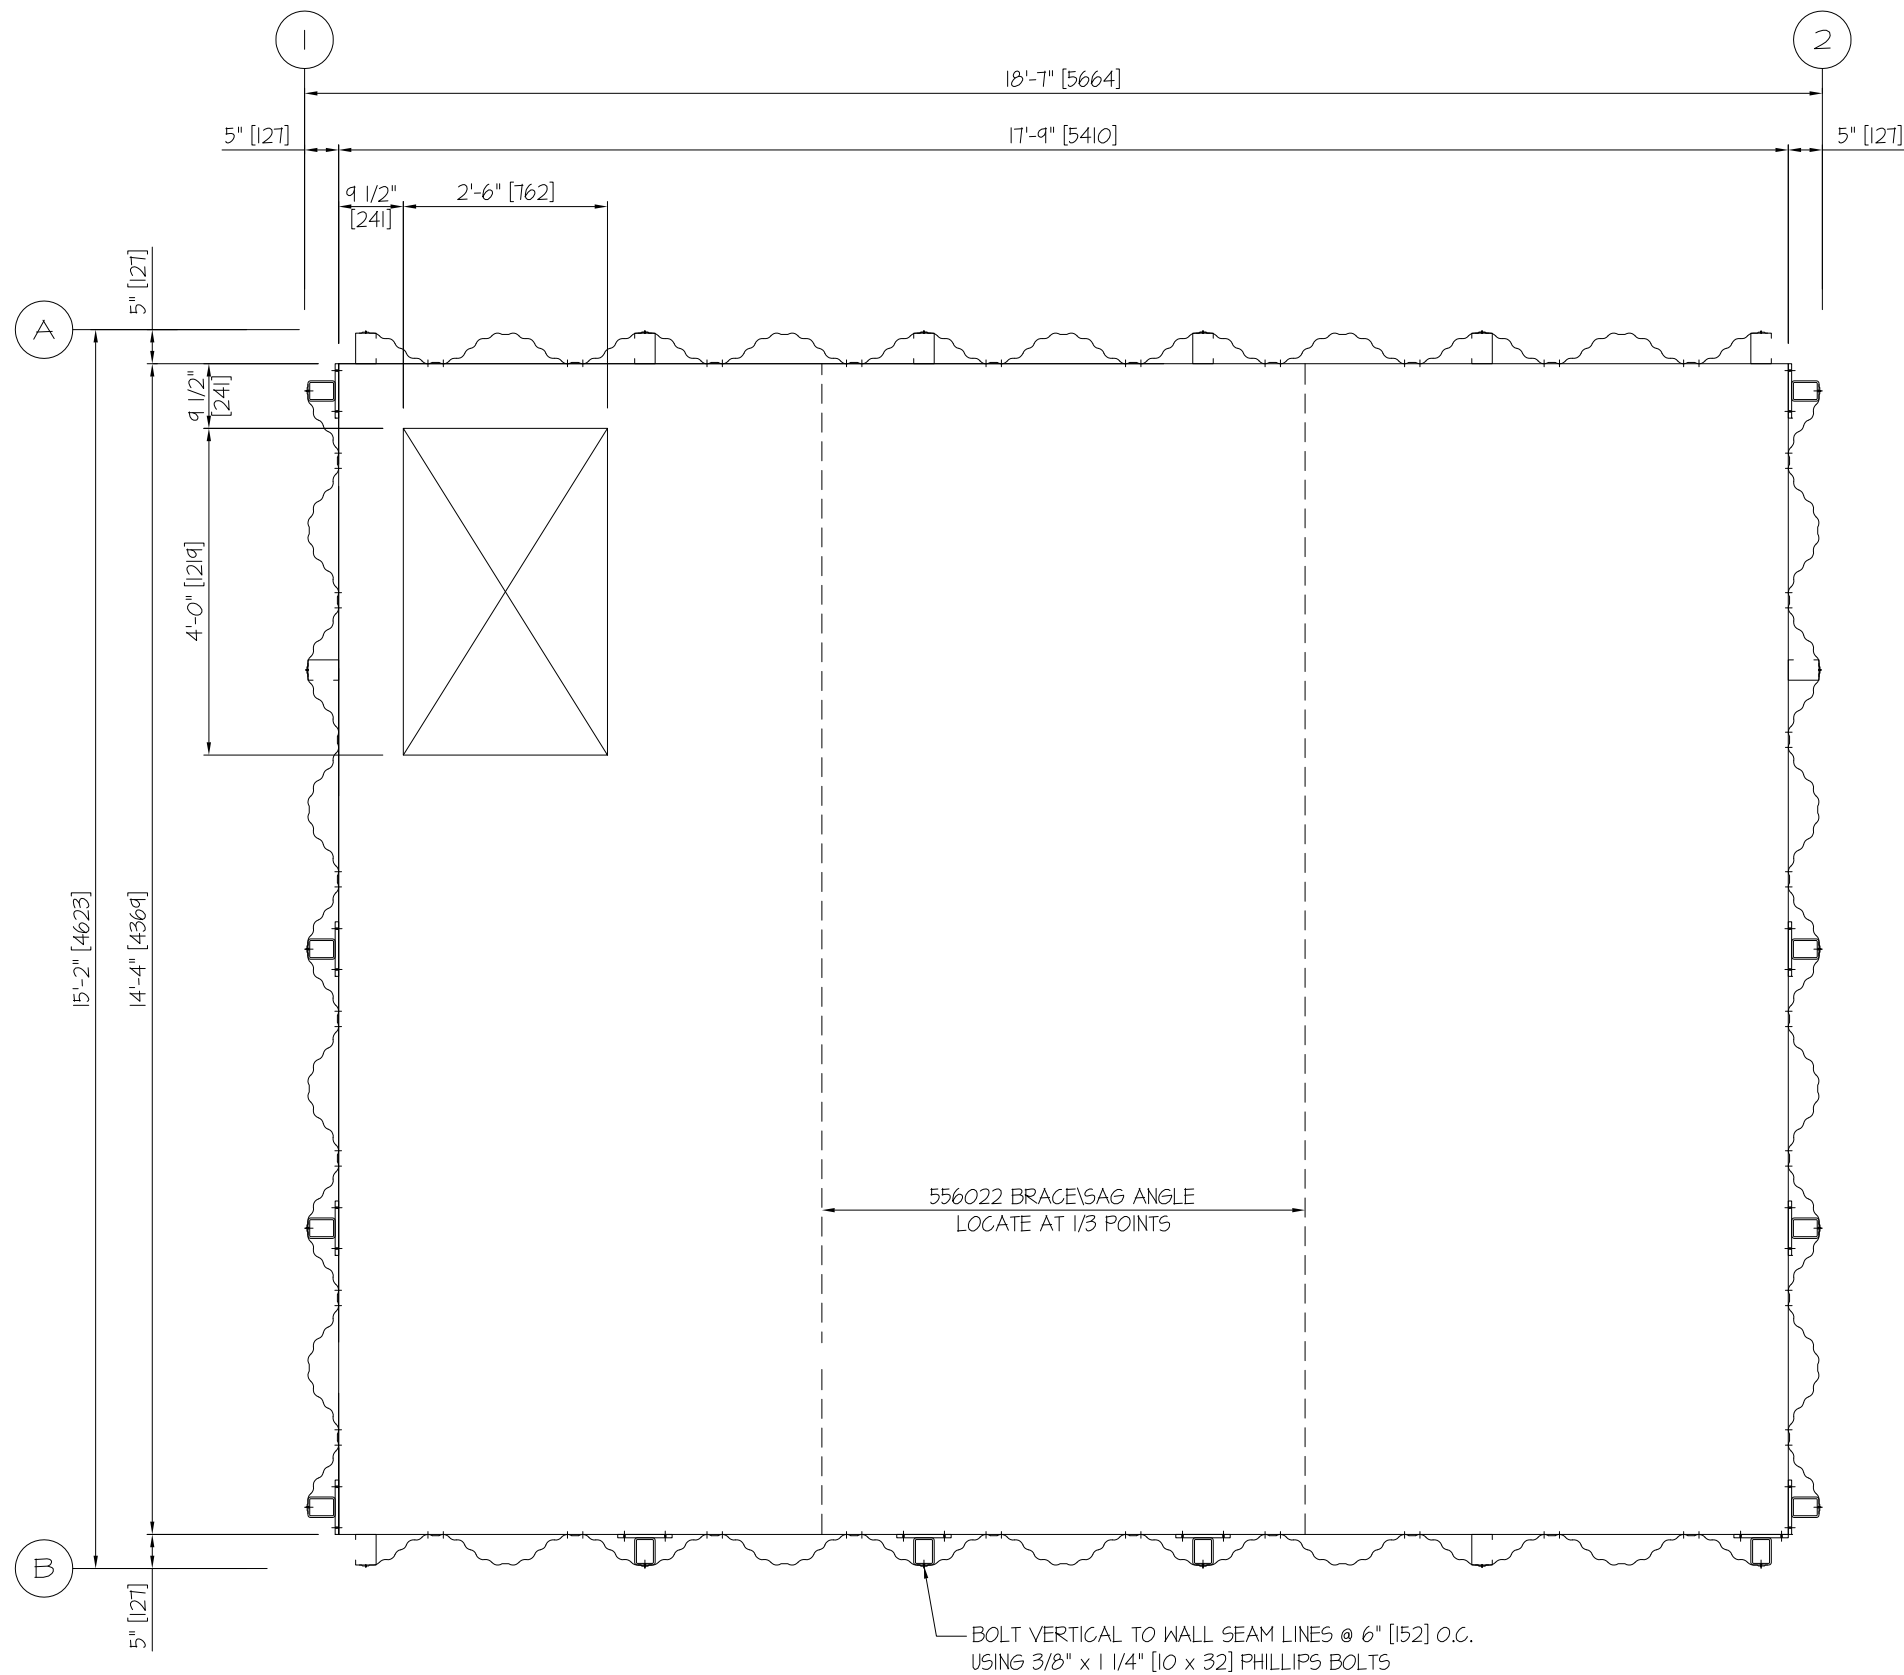 1
2
18'-7" [5664]
5" [127]
17'-9" [5410]
5" [127]
9 1/2"
[241]
2'-6" [762]
5" [127]
A
9 1/2"
[241]
4'-0" [1219]
15'-2" [4623]
14'-4" [4369]
556022 BRACE\SAG ANGLE
LOCATE AT 1/3 POINTS
B
5" [127]
BOLT VERTICAL TO WALL SEAM LINES @ 6" [152] O.C.
USING 3/8" x 1 1/4" [10 x 32] PHILLIPS BOLTS